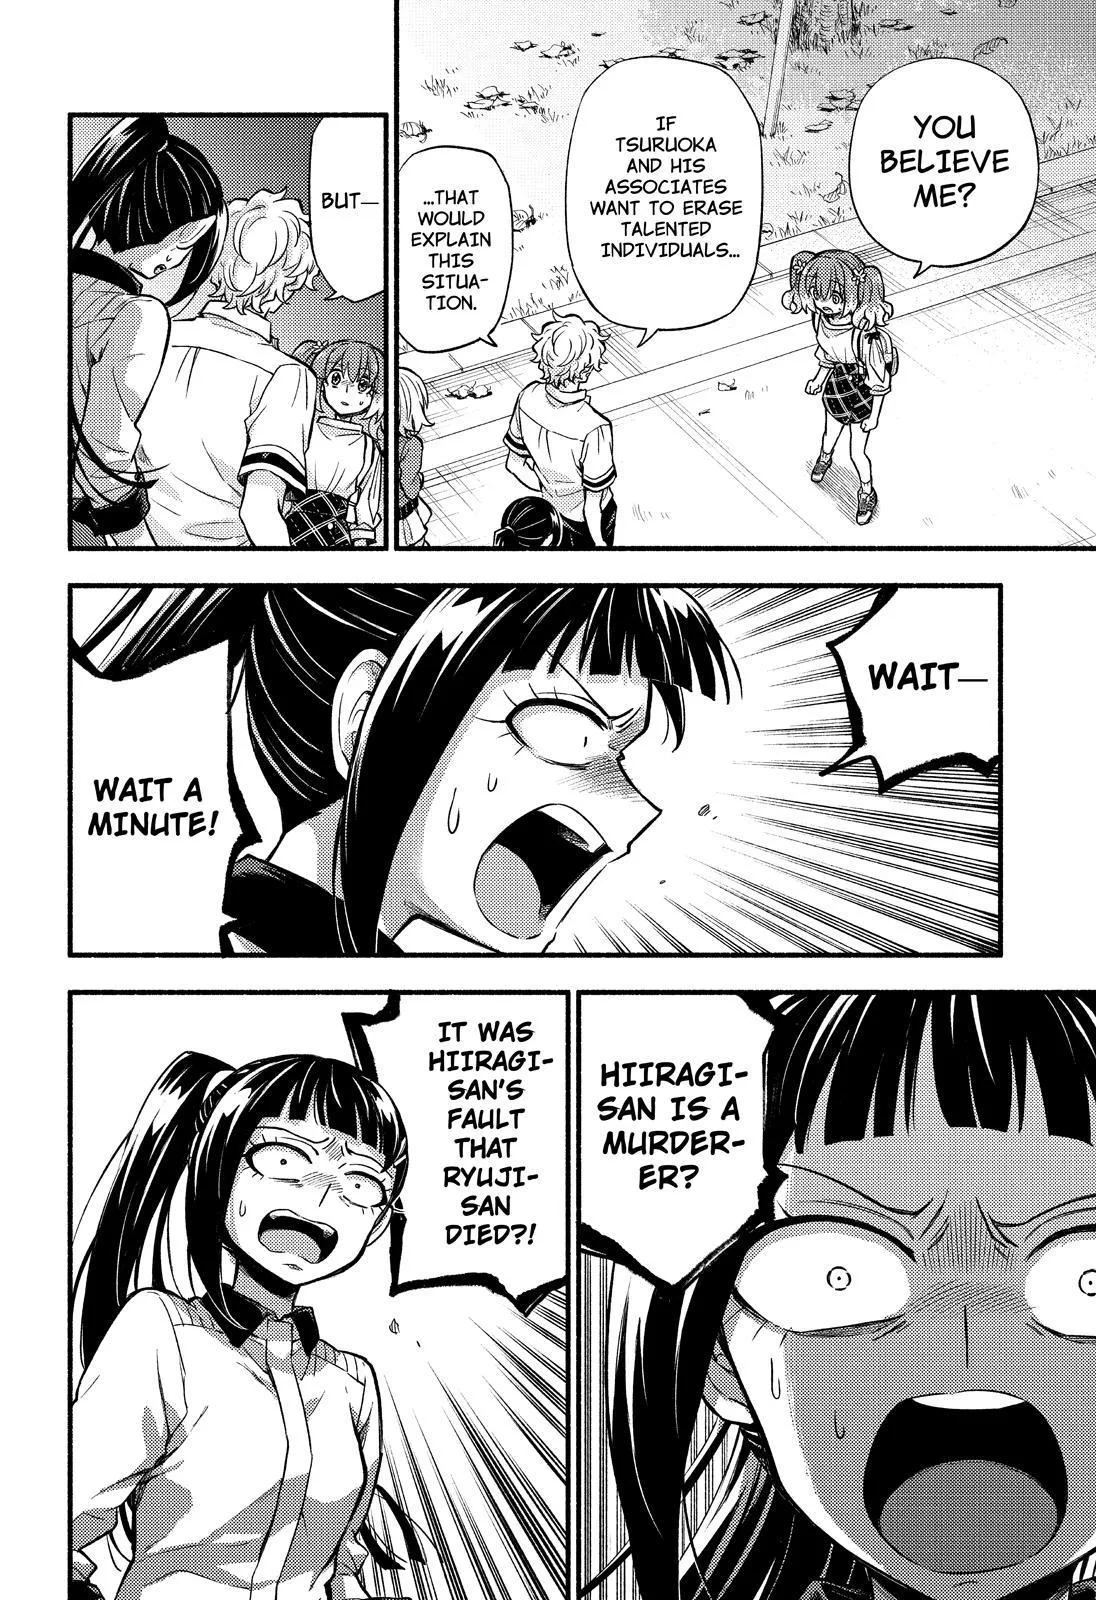 YOU
BELIEVE
ME?
IF
TSURUOKA
AND HIS
ASSOCIATES
WANT TO ERASE
TALENTED
INDIVIDUALS...
...THAT
WOULD
EXPLAIN
THIS
SITUA-
TION.
BUT—
WAIT—
WAIT A
MINUTE!
HIIRAGI-
SAN IS A
MURDER-
ER?
IT WAS
HIIRAGI-
SAN'S
FAULT
THAT
RYUJI-
SAN
DIED?!